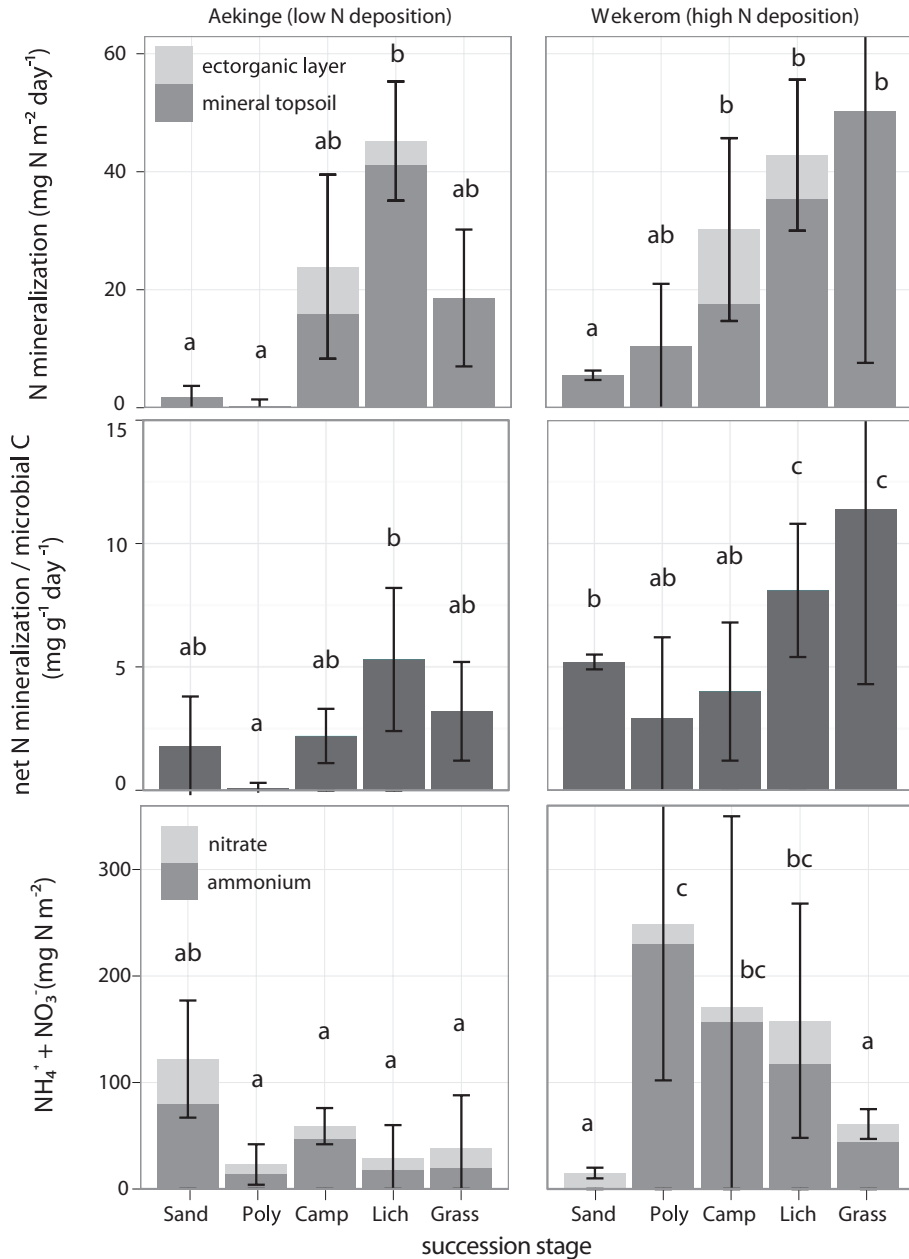 Aekinge (low N deposition)
Wekerom (high N deposition)
N mineralization (mg N m⁻² day⁻¹)
60
40
20
0
ectorganic layer
mineral topsoil
a
a
ab
b
ab
a
ab
b
b
b
net N mineralization / microbial C
(mg g⁻¹ day ⁻¹)
15
10
5
0
ab
a
ab
b
ab
b
ab
ab
c
c
NH₄⁺ + NO₃⁻ (mg N m⁻²)
300
200
100
0
nitrate
ammonium
ab
a
a
a
a
a
c
bc
bc
a
Sand Poly Camp Lich Grass
Sand Poly Camp Lich Grass
succession stage